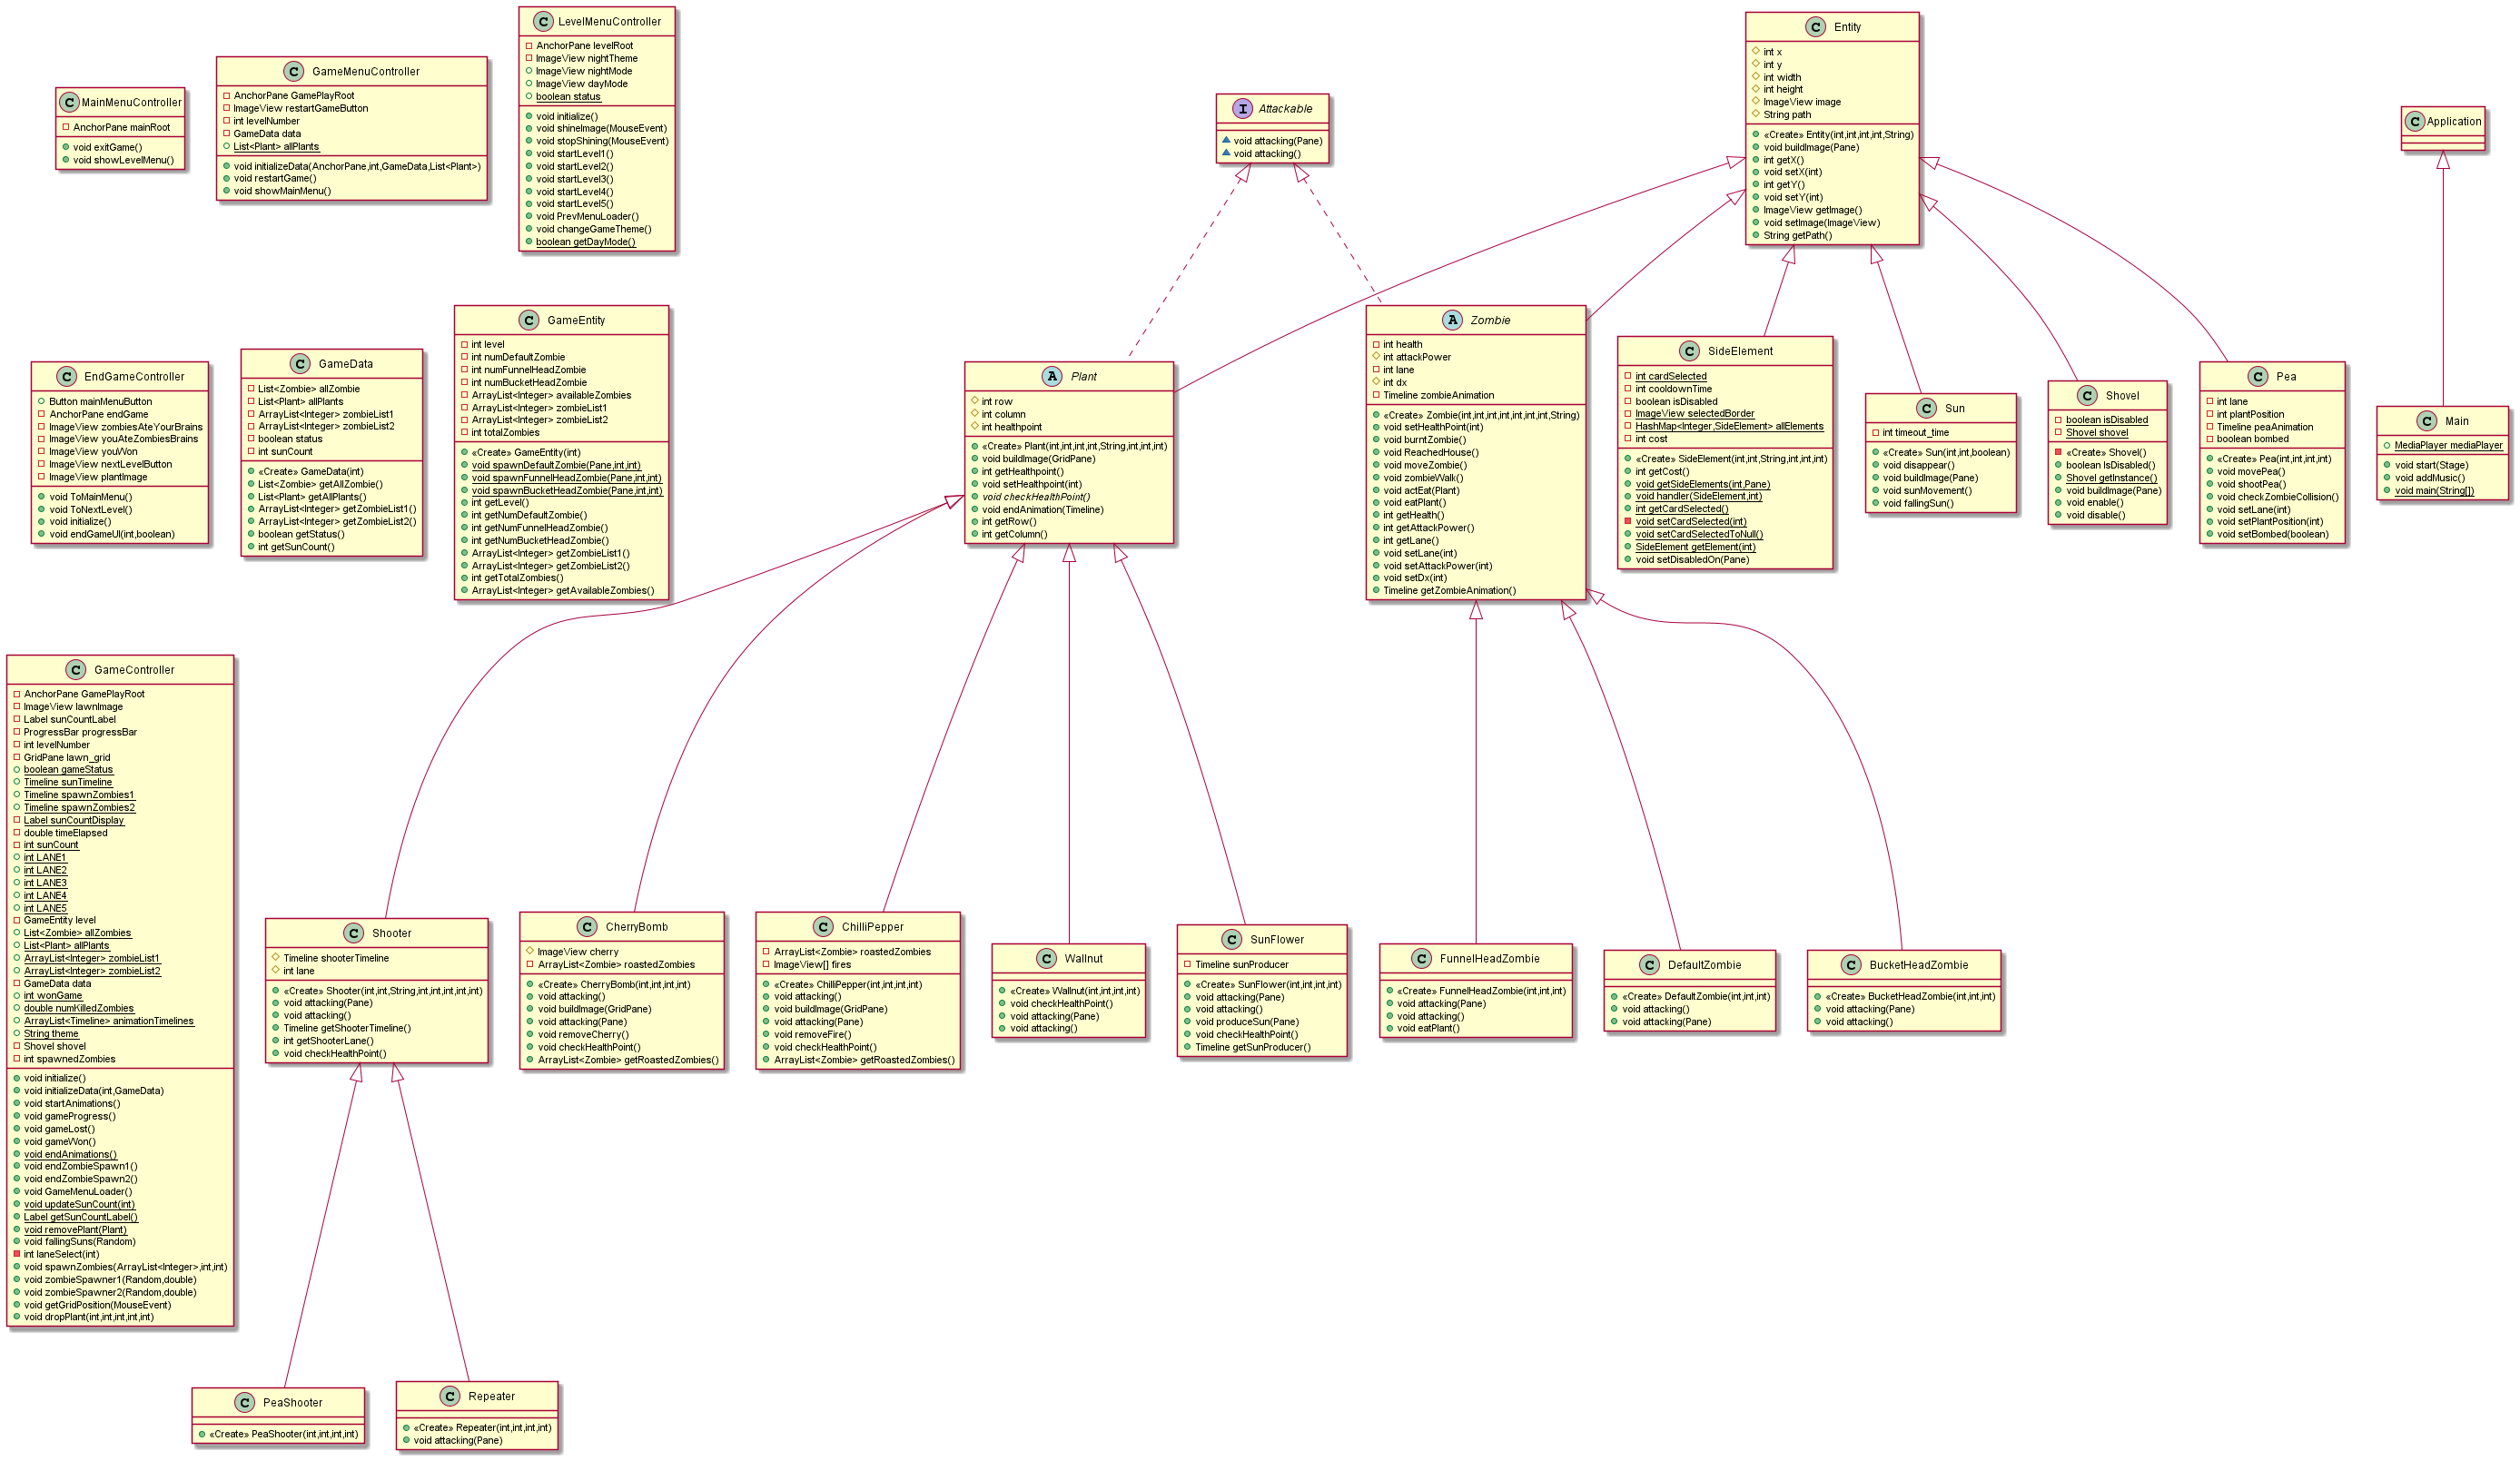 C MainMenuController
AnchorPane mainRoot
void exitGame()
void showLevelMenu()
C GameMenuController
AnchorPane GamePlayRoot
ImageView restartGameButton
int levelNumber
GameData data
List<Plant> allPlants
void initializeData(AnchorPane,int,GameData,List<Plant>)
void restartGame()
void showMainMenu()
C LevelMenuController
AnchorPane levelRoot
ImageView nightTheme
ImageView nightMode
ImageView dayMode
boolean status
void initialize()
void shineImage(MouseEvent)
void stopShining(MouseEvent)
void startLevel1()
void startLevel2()
void startLevel3()
void startLevel4()
void startLevel5()
void PrevMenuLoader()
void changeGameTheme()
boolean getDayMode()
I Attackable
void attacking(Pane)
void attacking()
C Entity
int x
int y
int width
int height
ImageView image
String path
«Create» Entity(int,int,int,int,String)
void buildImage(Pane)
int getX()
void setX(int)
int getY()
void setY(int)
ImageView getImage()
void setImage(ImageView)
String getPath()
C Application
C EndGameController
Button mainMenuButton
AnchorPane endGame
ImageView zombiesAteYourBrains
ImageView youAteZombiesBrains
ImageView youWon
ImageView nextLevelButton
ImageView plantImage
void ToMainMenu()
void ToNextLevel()
void initialize()
void endGameUI(int,boolean)
C GameData
List<Zombie> allZombie
List<Plant> allPlants
ArrayList<Integer> zombieList1
ArrayList<Integer> zombieList2
boolean status
int sunCount
«Create» GameData(int)
List<Zombie> getAllZombie()
List<Plant> getAllPlants()
ArrayList<Integer> getZombieList1()
ArrayList<Integer> getZombieList2()
boolean getStatus()
int getSunCount()
C GameEntity
int level
int numDefaultZombie
int numFunnelHeadZombie
int numBucketHeadZombie
ArrayList<Integer> availableZombies
ArrayList<Integer> zombieList1
ArrayList<Integer> zombieList2
int totalZombies
«Create» GameEntity(int)
void spawnDefaultZombie(Pane,int,int)
void spawnFunnelHeadZombie(Pane,int,int)
void spawnBucketHeadZombie(Pane,int,int)
int getLevel()
int getNumDefaultZombie()
int getNumFunnelHeadZombie()
int getNumBucketHeadZombie()
ArrayList<Integer> getZombieList1()
ArrayList<Integer> getZombieList2()
int getTotalZombies()
ArrayList<Integer> getAvailableZombies()
A Plant
int row
int column
int healthpoint
«Create» Plant(int,int,int,int,String,int,int,int)
void buildImage(GridPane)
int getHealthpoint()
void setHealthpoint(int)
void checkHealthPoint()
void endAnimation(Timeline)
int getRow()
int getColumn()
A Zombie
int health
int attackPower
int lane
int dx
Timeline zombieAnimation
«Create» Zombie(int,int,int,int,int,int,int,int,String)
void setHealthPoint(int)
void burntZombie()
void ReachedHouse()
void moveZombie()
void zombieWalk()
void actEat(Plant)
void eatPlant()
int getHealth()
int getAttackPower()
int getLane()
void setLane(int)
void setAttackPower(int)
void setDx(int)
Timeline getZombieAnimation()
C SideElement
int cardSelected
int cooldownTime
boolean isDisabled
ImageView selectedBorder
HashMap<Integer,SideElement> allElements
int cost
«Create» SideElement(int,int,String,int,int,int)
int getCost()
void getSideElements(int,Pane)
void handler(SideElement,int)
int getCardSelected()
void setCardSelected(int)
void setCardSelectedToNull()
SideElement getElement(int)
void setDisabledOn(Pane)
C Sun
int timeout_time
«Create» Sun(int,int,boolean)
void disappear()
void buildImage(Pane)
void sunMovement()
void fallingSun()
C Shovel
boolean isDisabled
Shovel shovel
«Create» Shovel()
boolean IsDisabled()
Shovel getInstance()
void buildImage(Pane)
void enable()
void disable()
C Pea
int lane
int plantPosition
Timeline peaAnimation
boolean bombed
«Create» Pea(int,int,int,int)
void movePea()
void shootPea()
void checkZombieCollision()
void setLane(int)
void setPlantPosition(int)
void setBombed(boolean)
C Main
MediaPlayer mediaPlayer
void start(Stage)
void addMusic()
void main(String[])
C GameController
AnchorPane GamePlayRoot
ImageView lawnImage
Label sunCountLabel
ProgressBar progressBar
int levelNumber
GridPane lawn_grid
boolean gameStatus
Timeline sunTimeline
Timeline spawnZombies1
Timeline spawnZombies2
Label sunCountDisplay
double timeElapsed
int sunCount
int LANE1
int LANE2
int LANE3
int LANE4
int LANE5
GameEntity level
List<Zombie> allZombies
List<Plant> allPlants
ArrayList<Integer> zombieList1
ArrayList<Integer> zombieList2
GameData data
int wonGame
double numKilledZombies
ArrayList<Timeline> animationTimelines
String theme
Shovel shovel
int spawnedZombies
void initialize()
void initializeData(int,GameData)
void startAnimations()
void gameProgress()
void gameLost()
void gameWon()
void endAnimations()
void endZombieSpawn1()
void endZombieSpawn2()
void GameMenuLoader()
void updateSunCount(int)
Label getSunCountLabel()
void removePlant(Plant)
void fallingSuns(Random)
int laneSelect(int)
void spawnZombies(ArrayList<Integer>,int,int)
void zombieSpawner1(Random,double)
void zombieSpawner2(Random,double)
void getGridPosition(MouseEvent)
void dropPlant(int,int,int,int,int)
C Shooter
Timeline shooterTimeline
int lane
«Create» Shooter(int,int,String,int,int,int,int,int)
void attacking(Pane)
void attacking()
Timeline getShooterTimeline()
int getShooterLane()
void checkHealthPoint()
C CherryBomb
ImageView cherry
ArrayList<Zombie> roastedZombies
«Create» CherryBomb(int,int,int,int)
void attacking()
void buildImage(GridPane)
void attacking(Pane)
void removeCherry()
void checkHealthPoint()
ArrayList<Zombie> getRoastedZombies()
C ChilliPepper
ArrayList<Zombie> roastedZombies
ImageView[] fires
«Create» ChilliPepper(int,int,int,int)
void attacking()
void buildImage(GridPane)
void attacking(Pane)
void removeFire()
void checkHealthPoint()
ArrayList<Zombie> getRoastedZombies()
C Wallnut
«Create» Wallnut(int,int,int,int)
void checkHealthPoint()
void attacking(Pane)
void attacking()
C SunFlower
Timeline sunProducer
«Create» SunFlower(int,int,int,int)
void attacking(Pane)
void attacking()
void produceSun(Pane)
void checkHealthPoint()
Timeline getSunProducer()
C FunnelHeadZombie
«Create» FunnelHeadZombie(int,int,int)
void attacking(Pane)
void attacking()
void eatPlant()
C DefaultZombie
«Create» DefaultZombie(int,int,int)
void attacking()
void attacking(Pane)
C BucketHeadZombie
«Create» BucketHeadZombie(int,int,int)
void attacking(Pane)
void attacking()
C PeaShooter
«Create» PeaShooter(int,int,int,int)
C Repeater
«Create» Repeater(int,int,int,int)
void attacking(Pane)